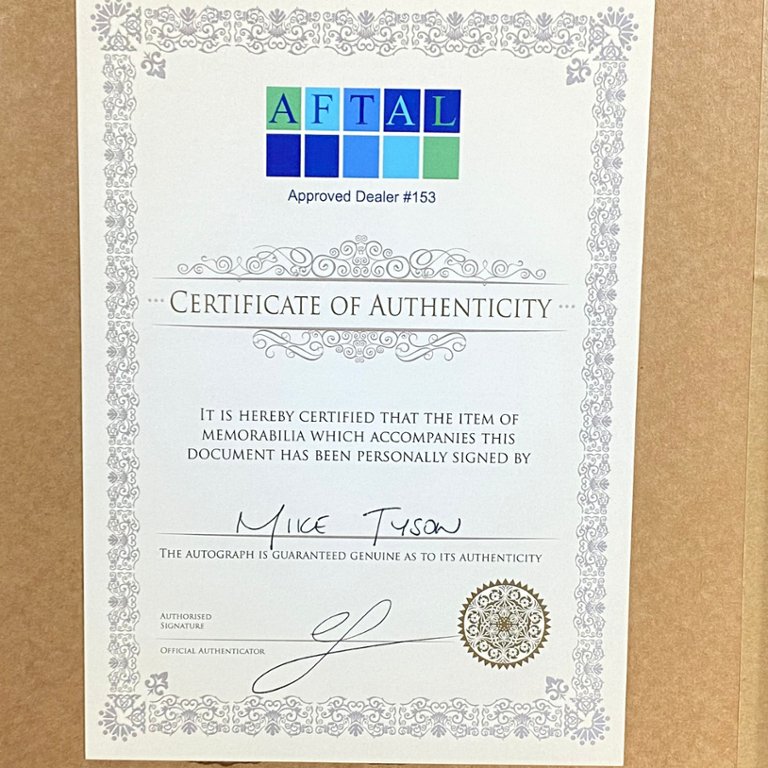 AFTAL
Approved Dealer #153
CERTIFICATE OF AUTHENTICITY
IT IS HEREBY CERTIFIED THAT THE ITEM OF
MEMORABILIA WHICH ACCOMPANIES THIS
DOCUMENT HAS BEEN PERSONALLY SIGNED BY
MIKE TYSON
THE AUTOGRAPH IS GUARANTEED GENUINE AS TO ITS AUTHENTICITY
AUTHORISED
SIGNATURE
OFFICIAL AUTHENTICATOR